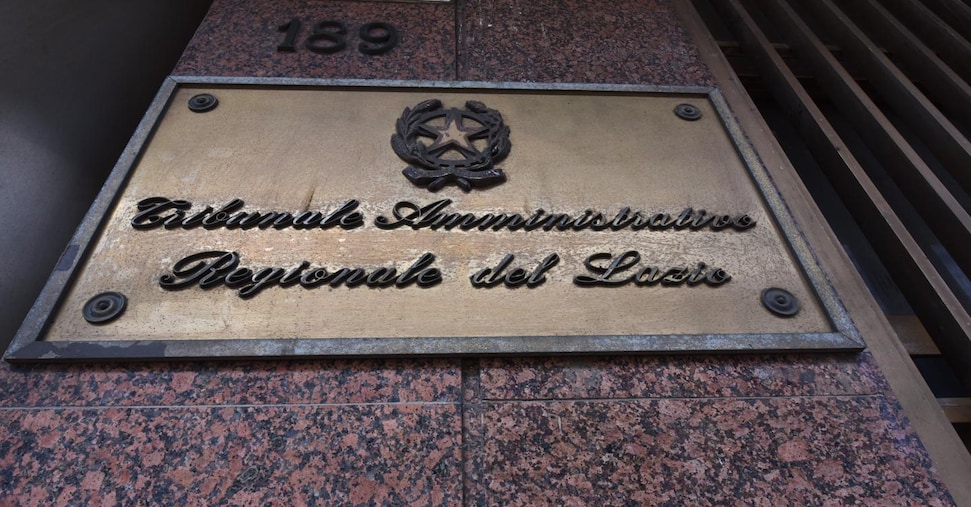 189
Tribunale Amministrativo
Regionale del Lazio